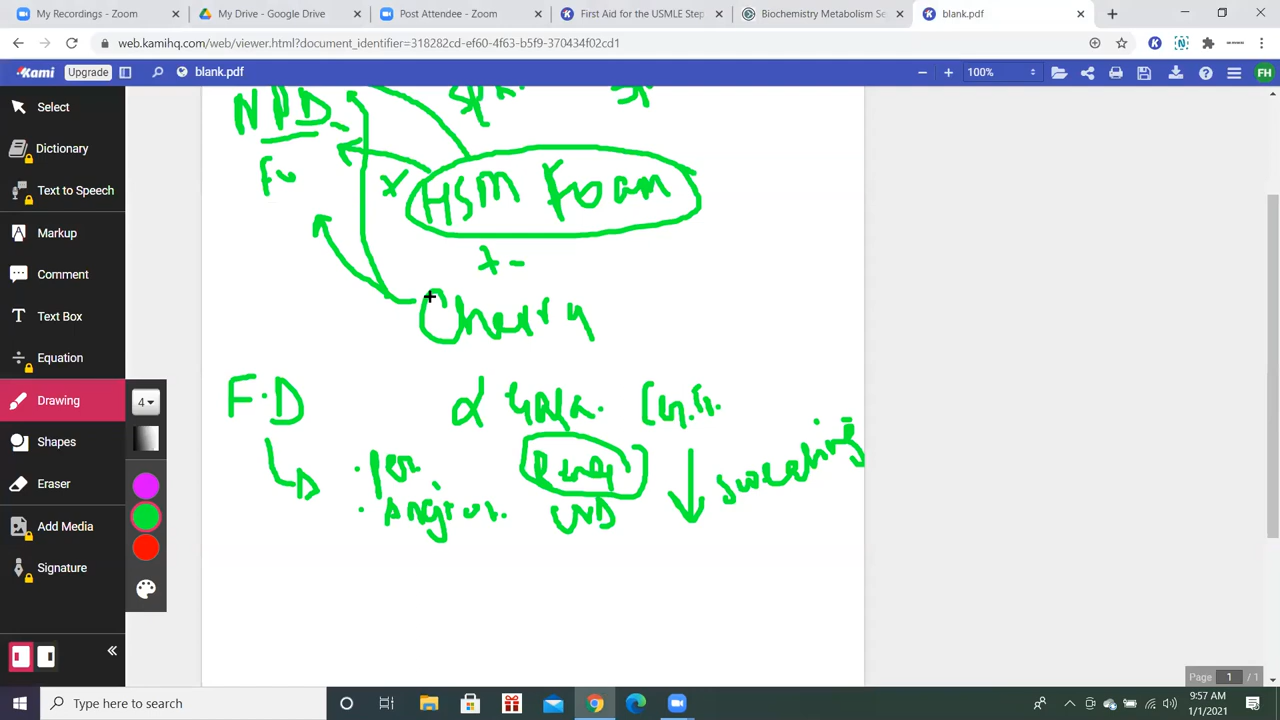 My Recordings - Zoom
My Drive - Google Drive
Post Attendee - Zoom
First Aid for the USMLE Step
Biochemistry Metabolism Se
blank.pdf
web.kamihq.com/web/viewer.html?document_identifier=318282cd-ef60-4f63-b5f9-370434f02cd1
Kami
Upgrade
blank.pdf
100%
FH
Select
Dictionary
Text to Speech
Markup
Comment
Text Box
Equation
Drawing
4
Shapes
Eraser
Add Media
Signature
NPD
HSM Foam
+ -
Cherry
F.D
sweating
Page 1 / 1
Type here to search
9:57 AM
1/1/2021